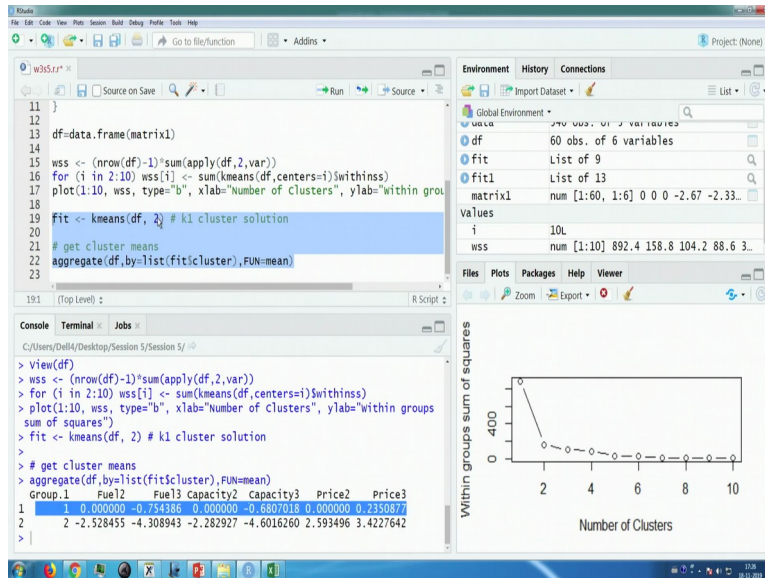 RStudio
File Edit Code View Plots Session Build Debug Profile Tools Help
Go to file/function
Addins
Project: (None)
w3s5.r.r*
Source on Save
Run
Source
11 }
12
13 df=data.frame(matrix1)
14
15 wss <- (nrow(df)-1)*sum(apply(df,2,var))
16 for (i in 2:10) wss[i] <- sum(kmeans(df,centers=i)$withinss)
17 plot(1:10, wss, type="b", xlab="Number of Clusters", ylab="Within grou
18
19 fit <- kmeans(df, 2) # k1 cluster solution
20
21 # get cluster means
22 aggregate(df,by=list(fit$cluster),FUN=mean)
23
19:1 (Top Level) R Script
Console Terminal Jobs
C:/Users/Dell4/Desktop/Session 5/Session 5/
> View(df)
> wss <- (nrow(df)-1)*sum(apply(df,2,var))
> for (i in 2:10) wss[i] <- sum(kmeans(df,centers=i)$withinss)
> plot(1:10, wss, type="b", xlab="Number of Clusters", ylab="Within groups
sum of squares")
> fit <- kmeans(df, 2) # k1 cluster solution
>
> # get cluster means
> aggregate(df,by=list(fit$cluster),FUN=mean)
Group.1 Fuel2 Fuel3 Capacity2 Capacity3 Price2 Price3
1 1 0.000000 -0.754386 0.000000 -0.6807018 0.000000 0.2350877
2 2 -2.528455 -4.308943 -2.282927 -4.6016260 2.593496 3.4227642
>
Environment History Connections
Import Dataset
List
Global Environment
data 540 obs. of 5 variables
df 60 obs. of 6 variables
fit List of 9
fit1 List of 13
matrix1 num [1:60, 1:6] 0 0 0 -2.67 -2.33...
Values
i 10L
wss num [1:10] 892.4 158.8 104.2 88.6 3...
Files Plots Packages Help Viewer
Zoom Export
Within groups sum of squares
400
0
2 4 6 8 10
Number of Clusters
17:26
18-11-2019